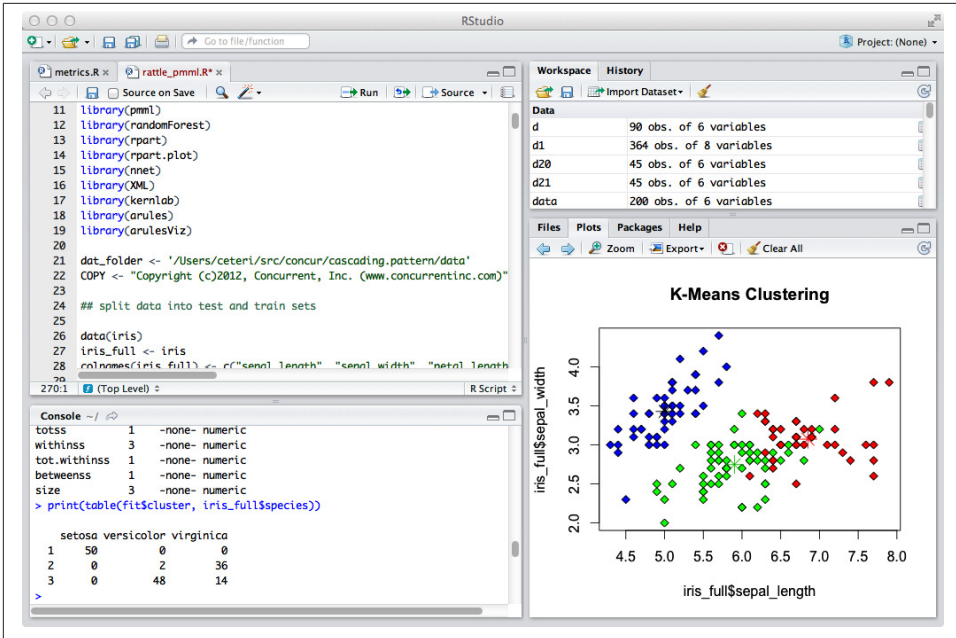 RStudio
Go to file/function
Project: (None)
metrics.R × rattle_pmml.R* ×
Source on Save Run Source
11 library(pmml)
12 library(randomForest)
13 library(rpart)
14 library(rpart.plot)
15 library(nnet)
16 library(XML)
17 library(kernlab)
18 library(arules)
19 library(arulesViz)
20
21 dat_folder <- '/Users/ceteri/src/concur/cascading.pattern/data'
22 COPY <- "Copyright (c)2012, Concurrent, Inc. (www.concurrentinc.com)"
23
24 ## split data into test and train sets
25
26 data(iris)
27 iris_full <- iris
28 colnames(iris_full) <- c("sepal_length", "sepal_width", "petal_length
29
270:1 (Top Level) R Script
Console ~/
totss 1 -none- numeric
withinss 3 -none- numeric
tot.withinss 1 -none- numeric
betweenss 1 -none- numeric
size 3 -none- numeric
> print(table(fit$cluster, iris_full$species))
setosa versicolor virginica
1 50 0 0
2 0 2 36
3 0 48 14
>
Workspace History
Import Dataset
Data
d 90 obs. of 6 variables
d1 364 obs. of 8 variables
d20 45 obs. of 6 variables
d21 45 obs. of 6 variables
data 200 obs. of 6 variables
Files Plots Packages Help
Zoom Export Clear All
K-Means Clustering
iris_full$sepal_width
4.0
3.5
3.0
2.5
2.0
4.5 5.0 5.5 6.0 6.5 7.0 7.5 8.0
iris_full$sepal_length